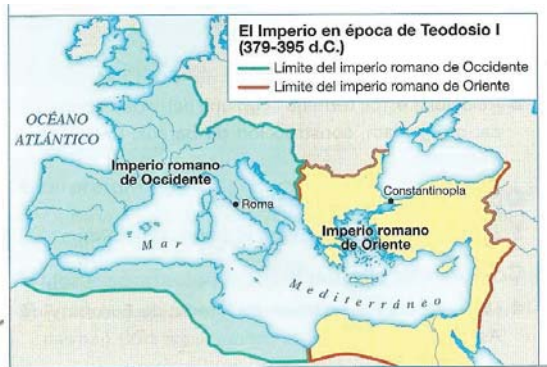 El Imperio en época de Teodosio I
(379-395 d.C.)
Límite del imperio romano de Occidente
Límite del imperio romano de Oriente
OCÉANO
ATLÁNTICO
Imperio romano
de Occidente
Roma
Constantinopla
Imperio romano
de Oriente
Mar
Mediterráneo